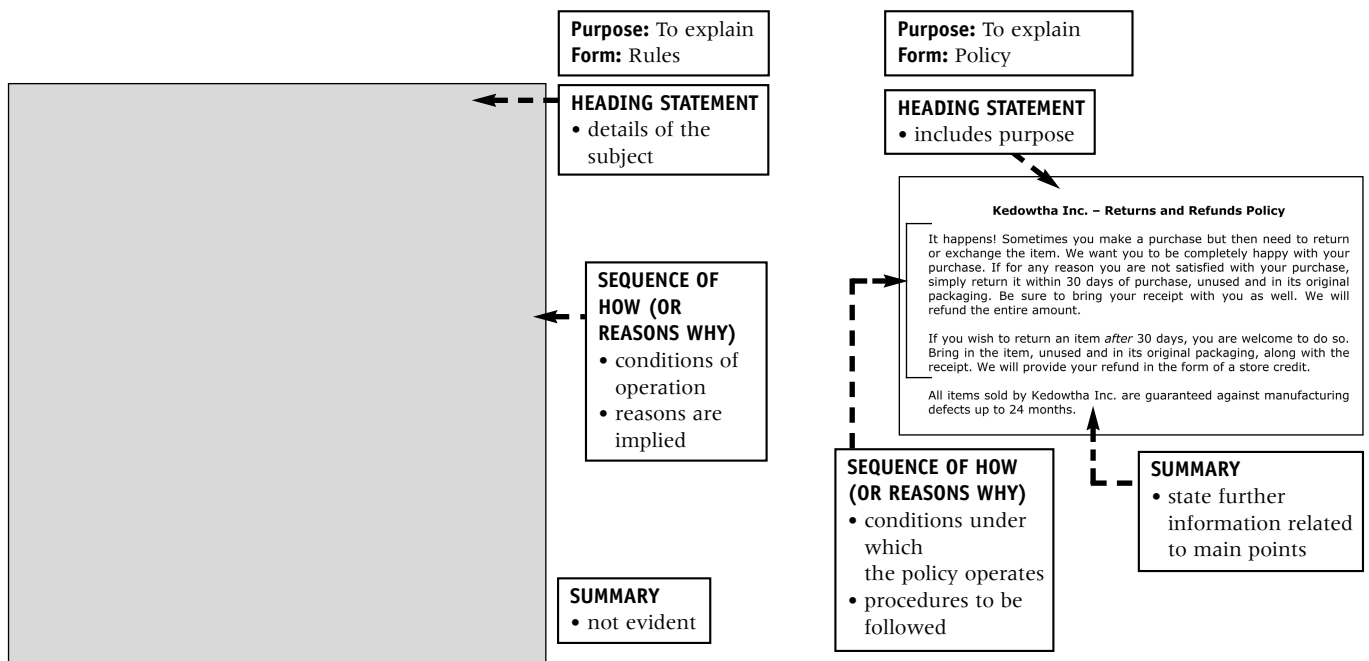 Purpose: To explain
Form: Rules
HEADING STATEMENT
• details of the
subject
SEQUENCE OF
HOW (OR
REASONS WHY)
• conditions of
operation
• reasons are
implied
SUMMARY
• not evident
Purpose: To explain
Form: Policy
HEADING STATEMENT
• includes purpose
Kedowtha Inc. – Returns and Refunds Policy
It happens! Sometimes you make a purchase but then need to return
or exchange the item. We want you to be completely happy with your
purchase. If for any reason you are not satisfied with your purchase,
simply return it within 30 days of purchase, unused and in its original
packaging. Be sure to bring your receipt with you as well. We will
refund the entire amount.
If you wish to return an item after 30 days, you are welcome to do so.
Bring in the item, unused and in its original packaging, along with the
receipt. We will provide your refund in the form of a store credit.
All items sold by Kedowtha Inc. are guaranteed against manufacturing
defects up to 24 months.
SEQUENCE OF HOW
(OR REASONS WHY)
• conditions under
which
the policy operates
• procedures to be
followed
SUMMARY
• state further
information related
to main points